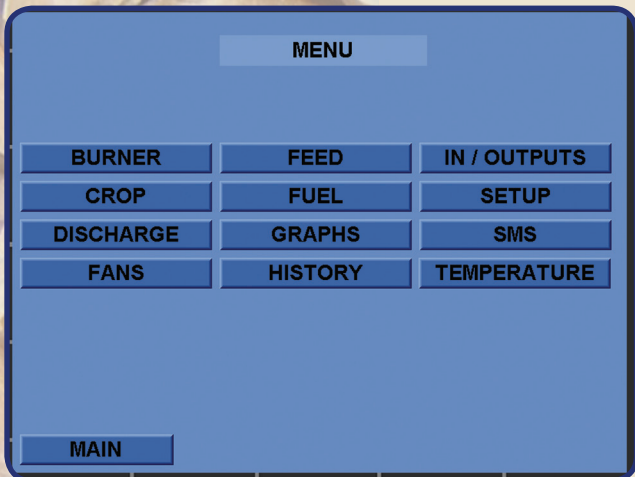 MENU
BURNER FEED IN / OUTPUTS
CROP FUEL SETUP
DISCHARGE GRAPHS SMS
FANS HISTORY TEMPERATURE
MAIN